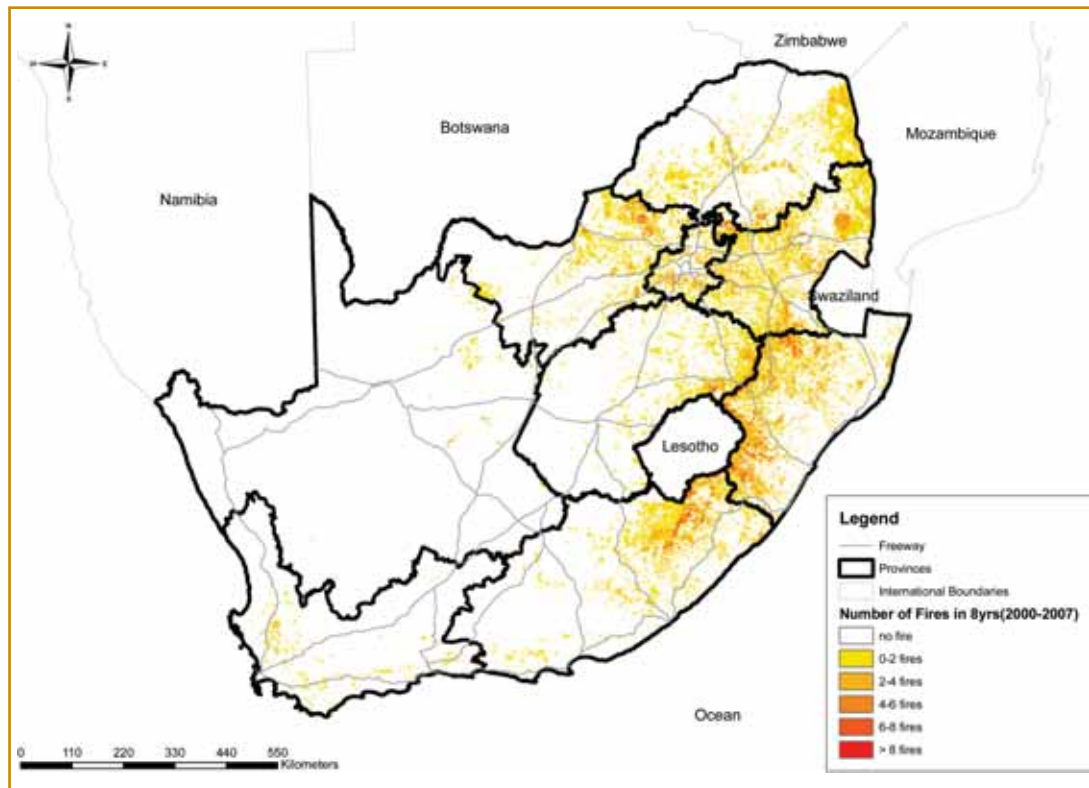 N
W E
S
Zimbabwe
Botswana
Mozambique
Namibia
Swaziland
Lesotho
Ocean
Legend
Freeway
Provinces
International Boundaries
Number of Fires in 8yrs(2000-2007)
no fire
0-2 fires
2-4 fires
4-6 fires
6-8 fires
> 8 fires
0 110 220 330 440 550
Kilometers